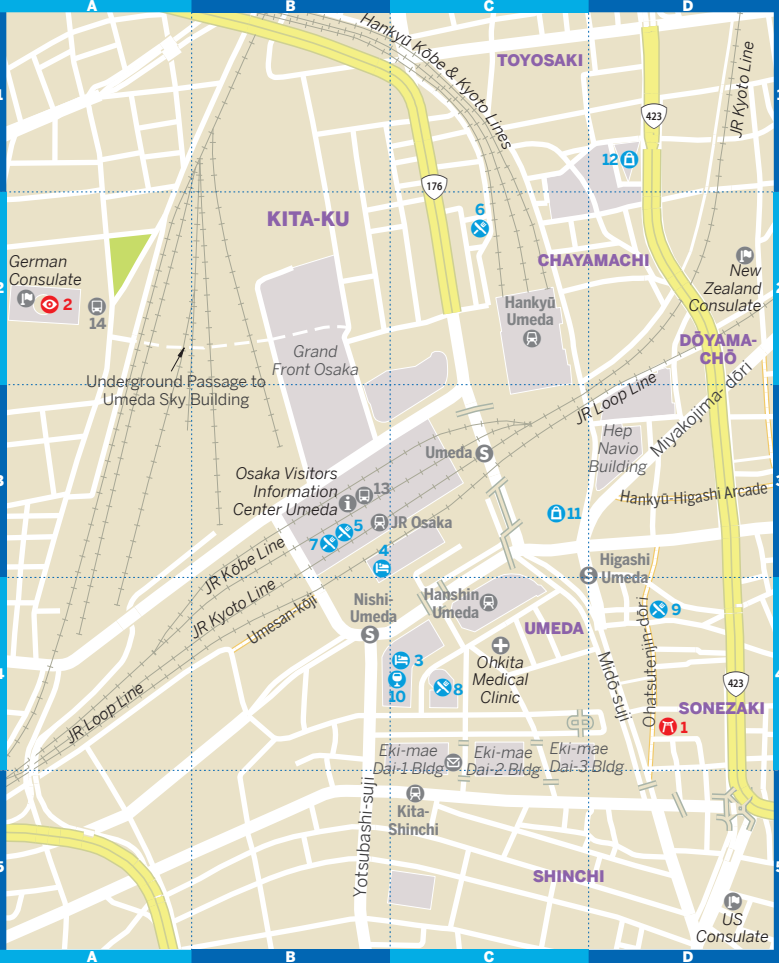 A
B
C
D
1
Hankyū Kōbe & Kyoto Lines
TOYOSAKI
JR Kyoto Line
423
12
176
KITA-KU
6
2
German
Consulate
2
14
CHAYAMACHI
New
Zealand
Consulate
Hankyū
Umeda
DŌYAMA-
CHŌ
Grand
Front Osaka
Underground Passage to
Umeda Sky Building
JR Loop Line
Miyakojima-dōri
Hep
Navio
Building
Umeda
S
3
Osaka Visitors
Information
Center Umeda
i
13
Hankyū-Higashi Arcade
5
7
JR Osaka
11
4
JR Kōbe Line
Higashi
Umeda
S
JR Kyoto Line
Umesan-kōji
Nishi
Umeda
S
Hanshin
Umeda
UMEDA
9
3
10
8
Ohkita
Medical
Clinic
Midō-suji
Ohatsutenjin-dōri
4
423
SONEZAKI
1
JR Loop Line
Eki-mae
Dai-1 Bldg
Eki-mae
Dai-2 Bldg
Eki-mae
Dai-3 Bldg
Yotsubashi-suji
Kita-
Shinchi
SHINCHI
5
US
Consulate
A
B
C
D